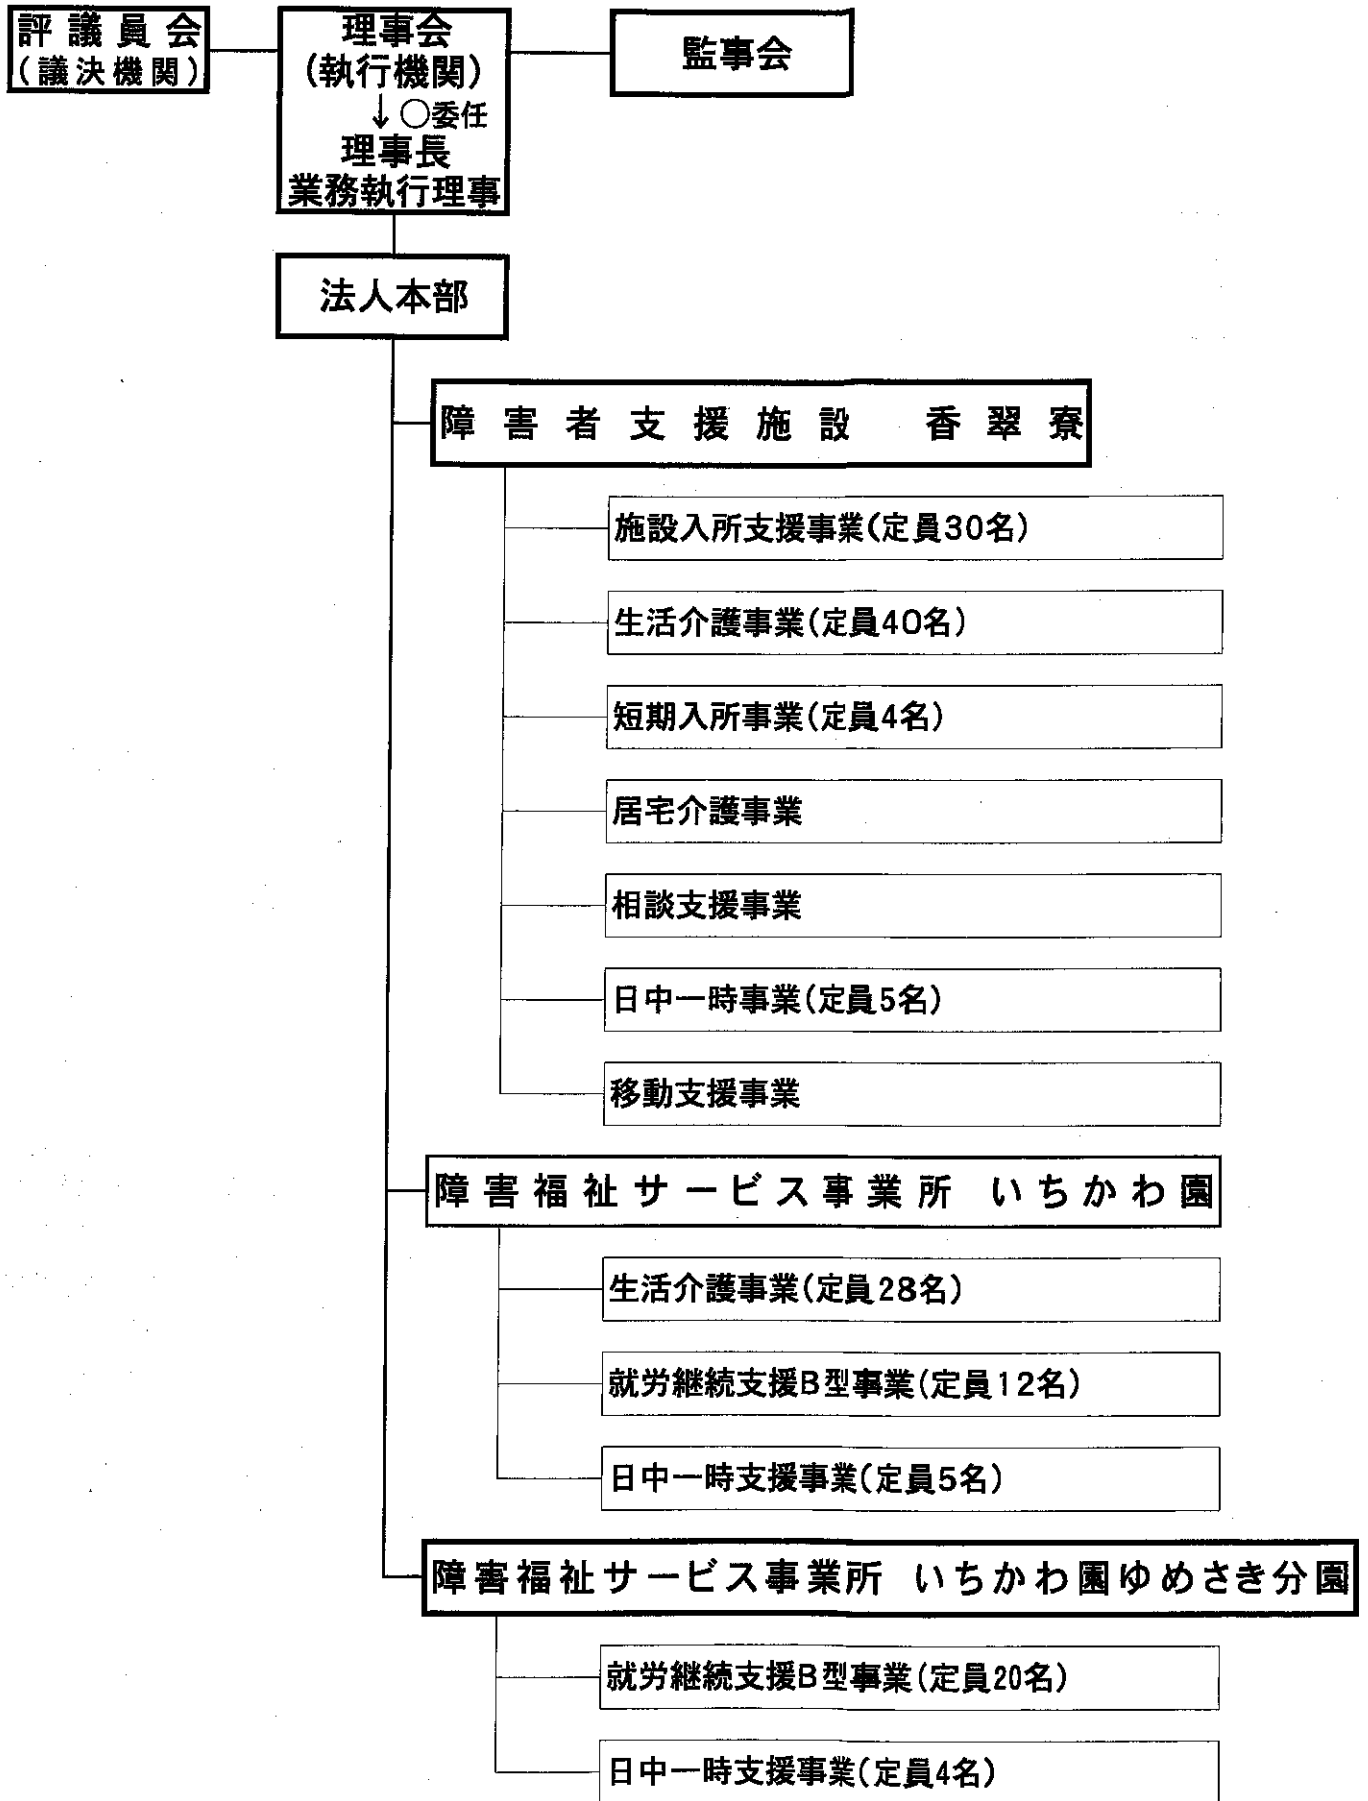 評議員会
(議決機関)
理事会
(執行機関)
↓○委任
理事長
業務執行理事
監事会
法人本部
障害者支援施設 香翠寮
施設入所支援事業(定員30名)
生活介護事業(定員40名)
短期入所事業(定員4名)
居宅介護事業
相談支援事業
日中一時事業(定員5名)
移動支援事業
障害福祉サービス事業所 いちかわ園
生活介護事業(定員28名)
就労継続支援B型事業(定員12名)
日中一時支援事業(定員5名)
障害福祉サービス事業所 いちかわ園ゆめさき分園
就労継続支援B型事業(定員20名)
日中一時支援事業(定員4名)